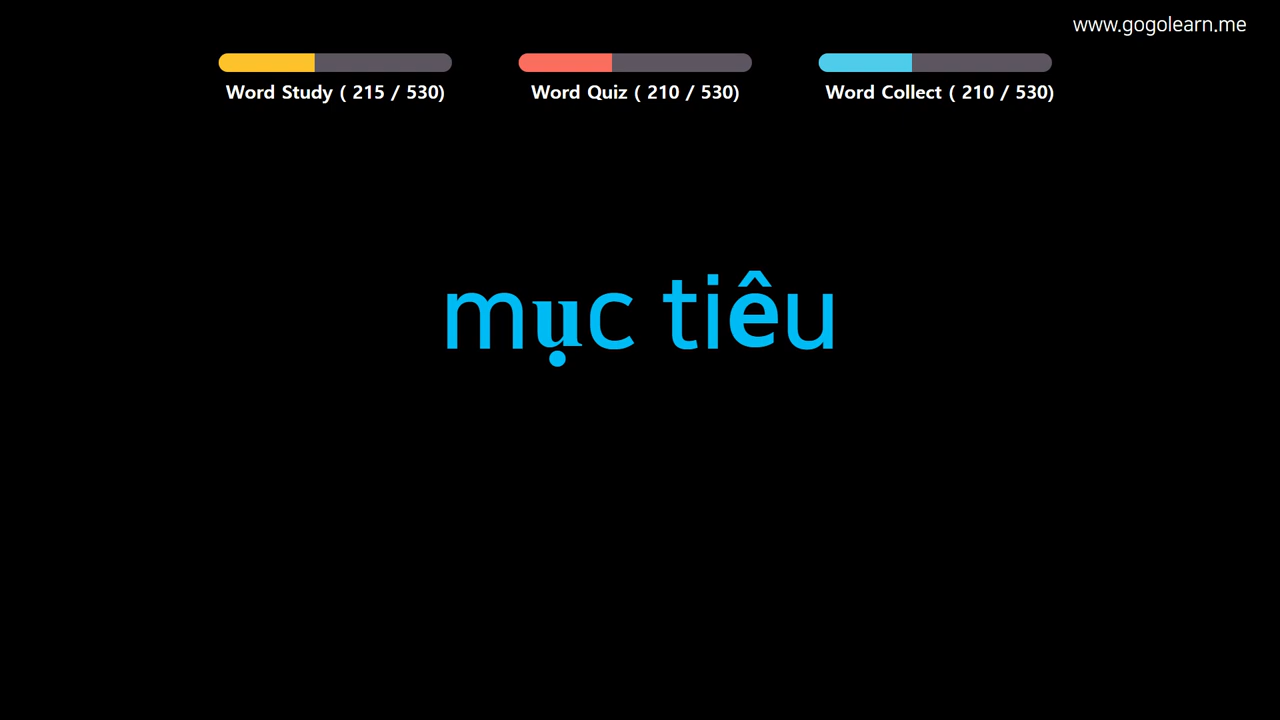 www.gogolearn.me
Word Study ( 215 / 530)
Word Quiz ( 210 / 530)
Word Collect ( 210 / 530)
mục tiêu